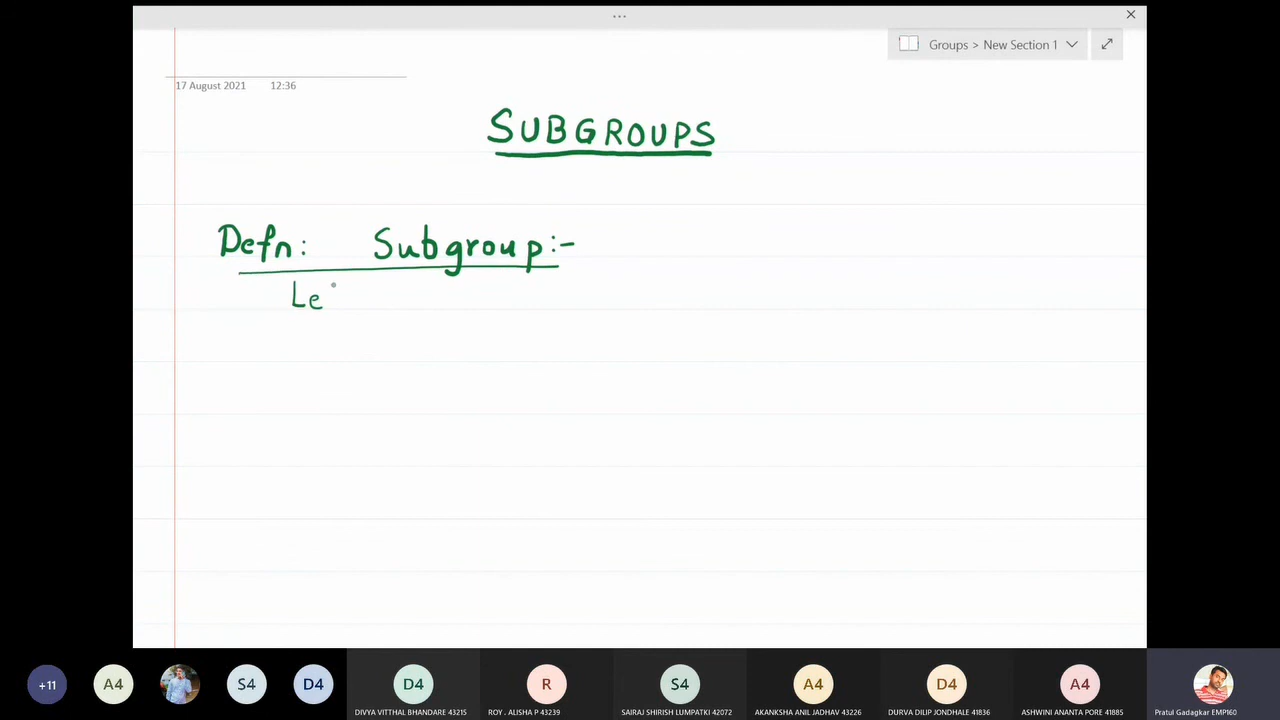 Groups > New Section 1
17 August 2021 12:36
SUBGROUPS
Defn: Subgroup:-
Le
+11
A4
S4
D4
D4
R
S4
A4
D4
A4
DIVYA VITTHAL BHANDARE 43215
ROY . ALISHA P 43239
SAIRAJ SHIRISH LUMPATKI 42072
AKANKSHA ANIL JADHAV 43226
DURVA DILIP JONDHALE 41836
ASHWINI ANANTA PORE 41885
Pratul Gadagkar EMP160